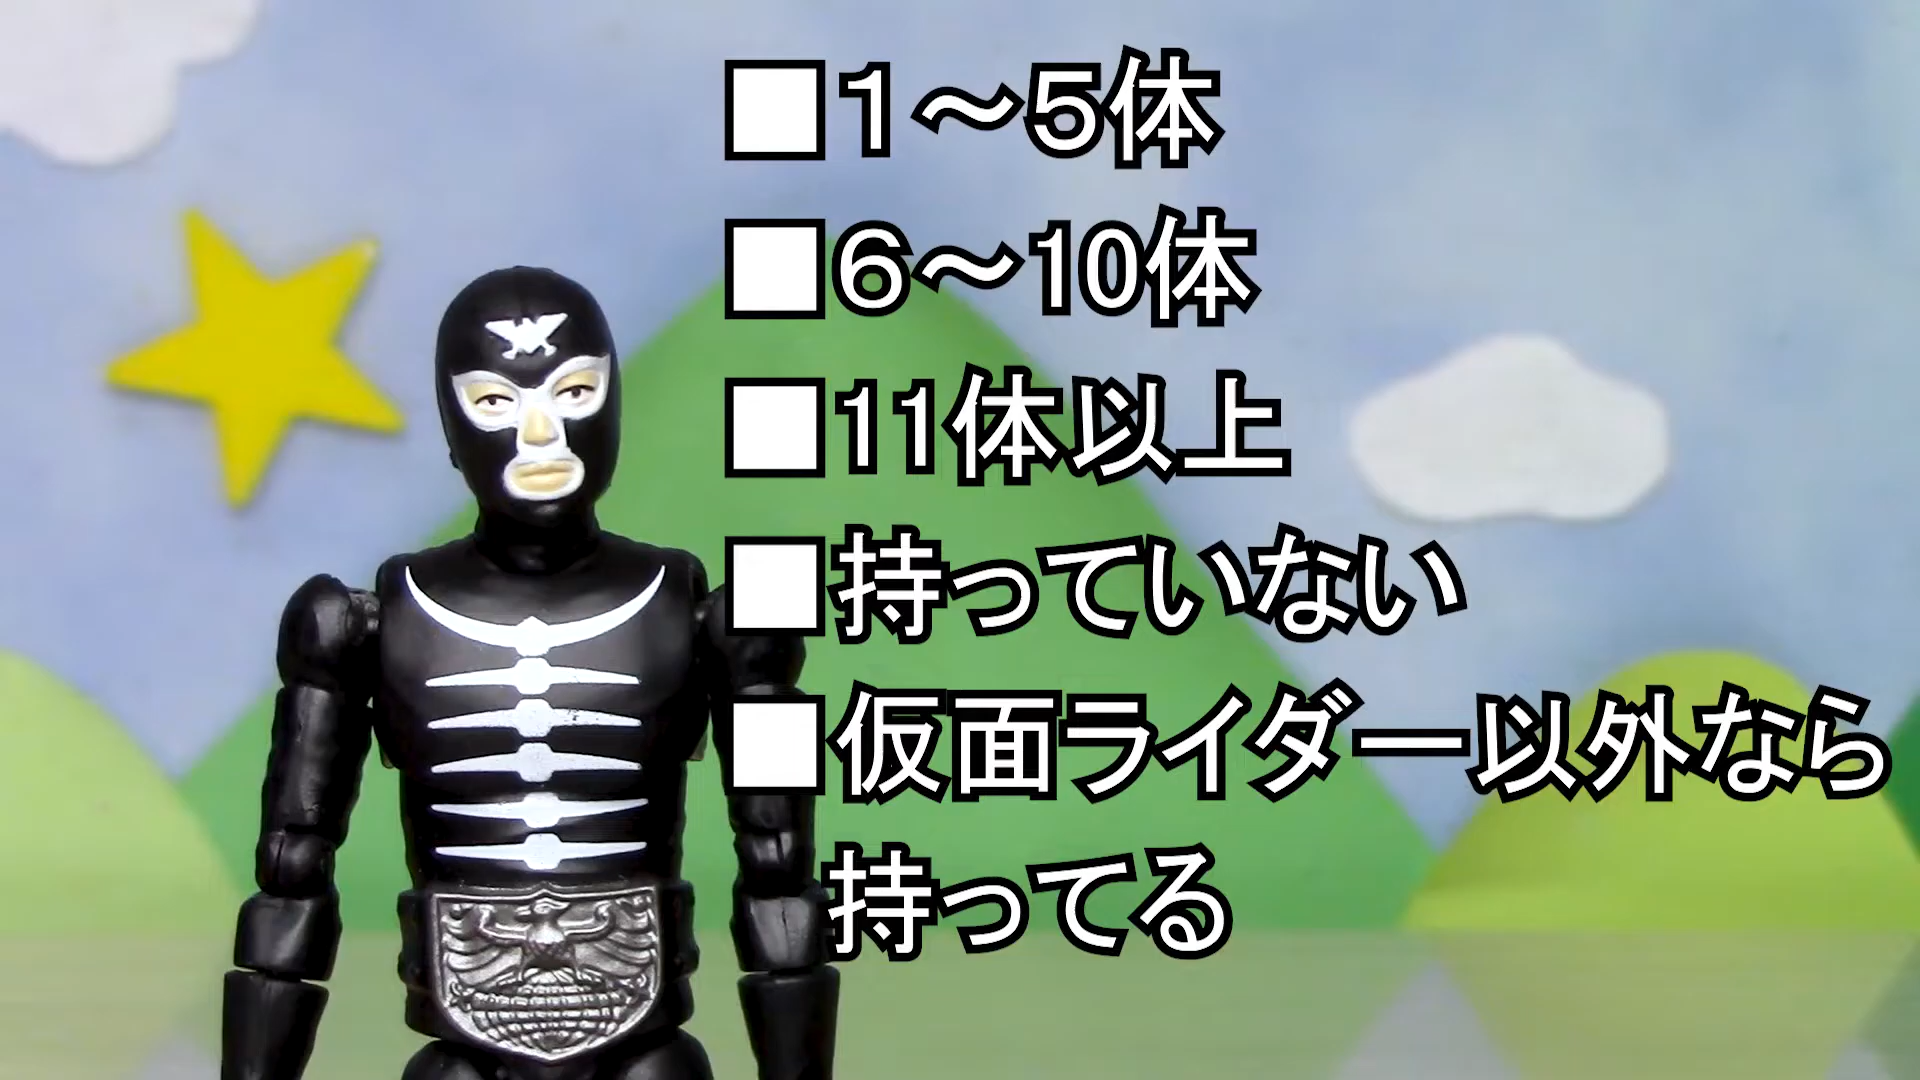 ■１～５体
■６～10体
■11体以上
■持っていない
■仮面ライダー以外なら
持ってる